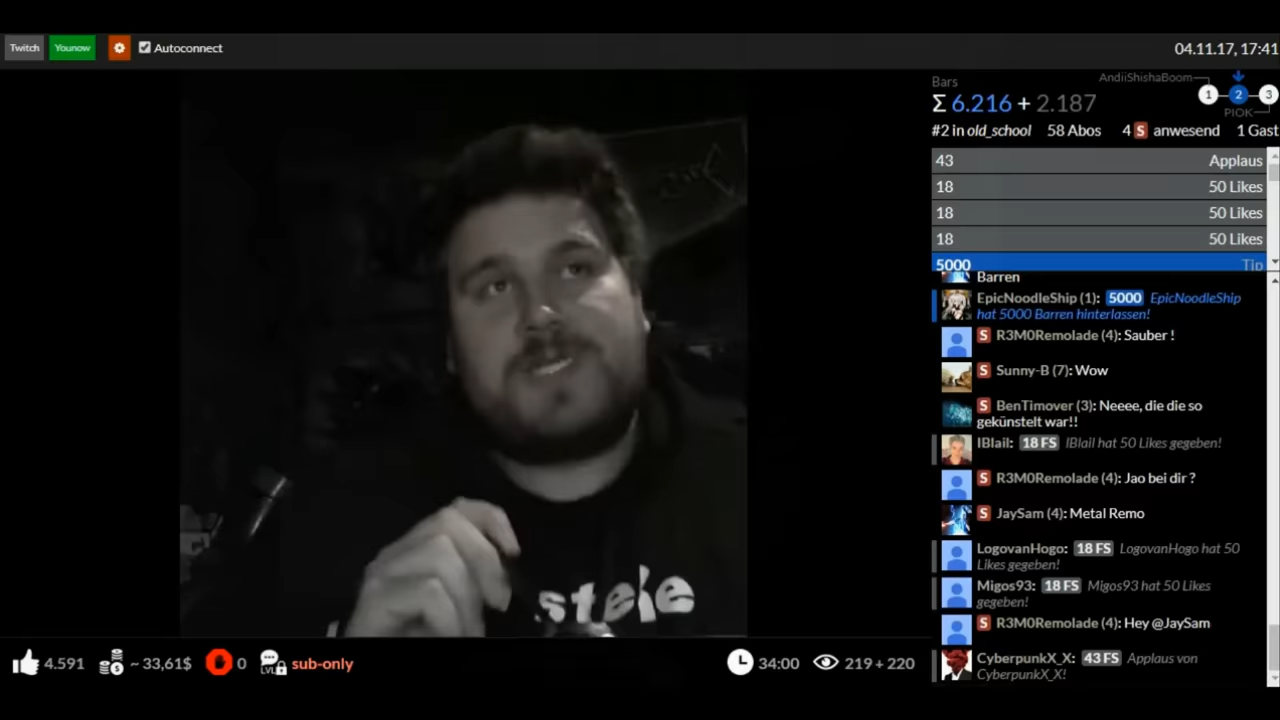 Twitch
Younow
Autoconnect
04.11.17, 17:41
Bars
AndiiShishaBoom
Σ 6.216 + 2.187
1
2
3
PIOK
#2 in old_school 58 Abos 4 S anwesend 1 Gast
43 Applaus
18 50 Likes
18 50 Likes
18 50 Likes
5000 Tip
Barren
EpicNoodleShip (1): 5000 EpicNoodleShip
hat 5000 Barren hinterlassen!
S R3M0Remolade (4): Sauber !
S Sunny-B (7): Wow
S BenTimover (3): Neeee, die die so
gekünstelt war!!
IBlail: 18 FS IBlail hat 50 Likes gegeben!
S R3M0Remolade (4): Jao bei dir ?
S JaySam (4): Metal Remo
LogovanHogo: 18 FS LogovanHogo hat 50
Likes gegeben!
Migos93: 18 FS Migos93 hat 50 Likes
gegeben!
S R3M0Remolade (4): Hey @JaySam
CyberpunkX_X: 43 FS Applaus von
CyberpunkX_X!
4.591
~ 33,61$
0
LVL
sub-only
34:00
219 + 220